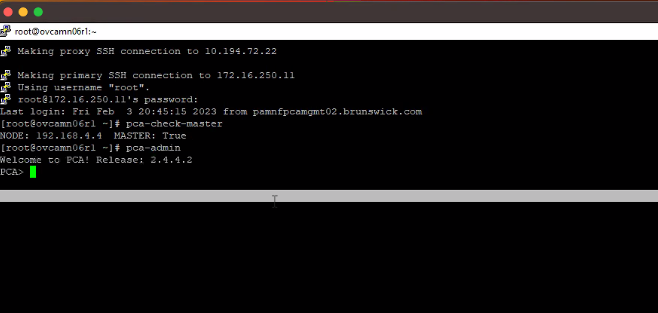 root@ovcamn06r1:~
Making proxy SSH connection to 10.194.72.22
Making primary SSH connection to 172.16.250.11
Using username "root".
root@172.16.250.11's password:
Last login: Fri Feb  3 20:45:15 2023 from pamnfpcamgmt02.brunswick.com
[root@ovcamn06r1 ~]# pca-check-master
NODE: 192.168.4.4  MASTER: True
[root@ovcamn06r1 ~]# pca-admin
Welcome to PCA! Release: 2.4.4.2
PCA>